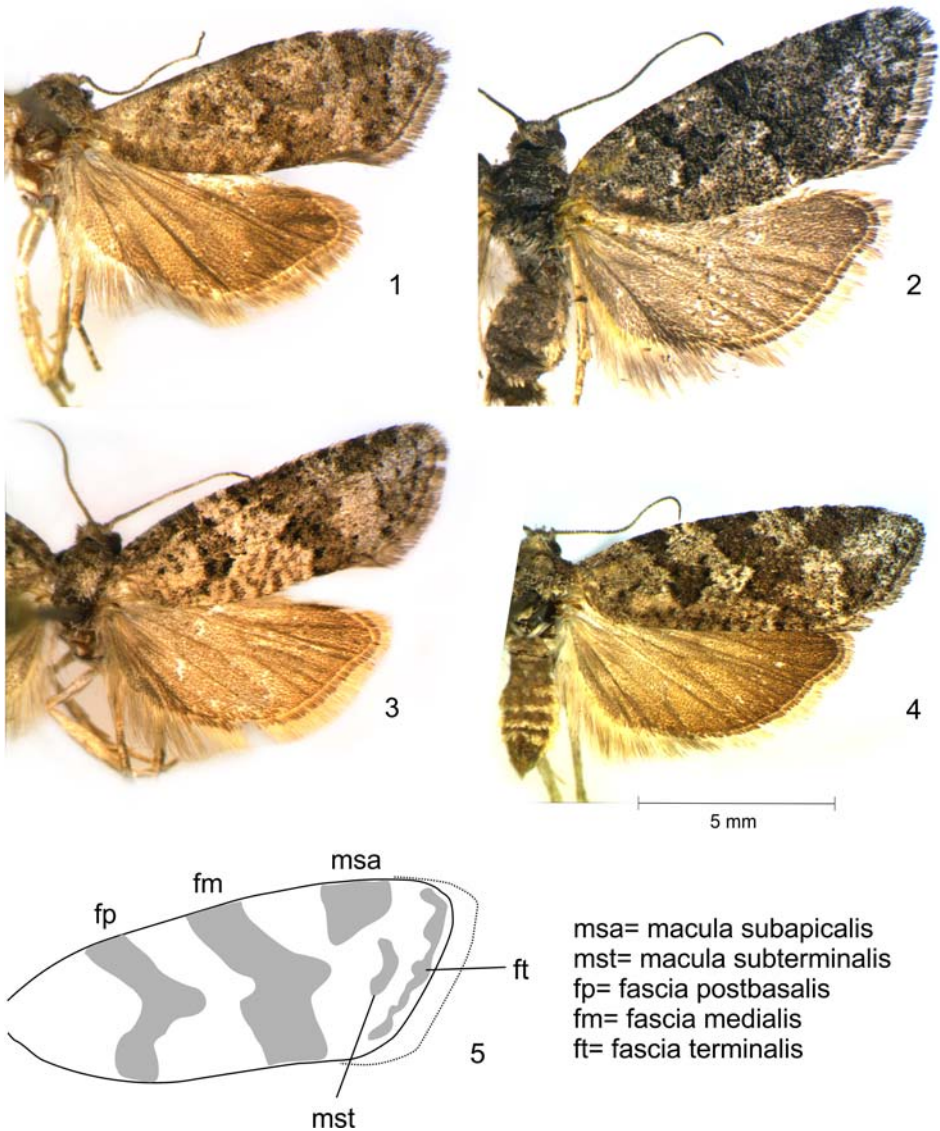 1
2
3
4
5 mm
msa
fm
fp
ft
5
mst
msa= macula subapicalis
mst= macula subterminalis
fp= fascia postbasalis
fm= fascia medialis
ft= fascia terminalis